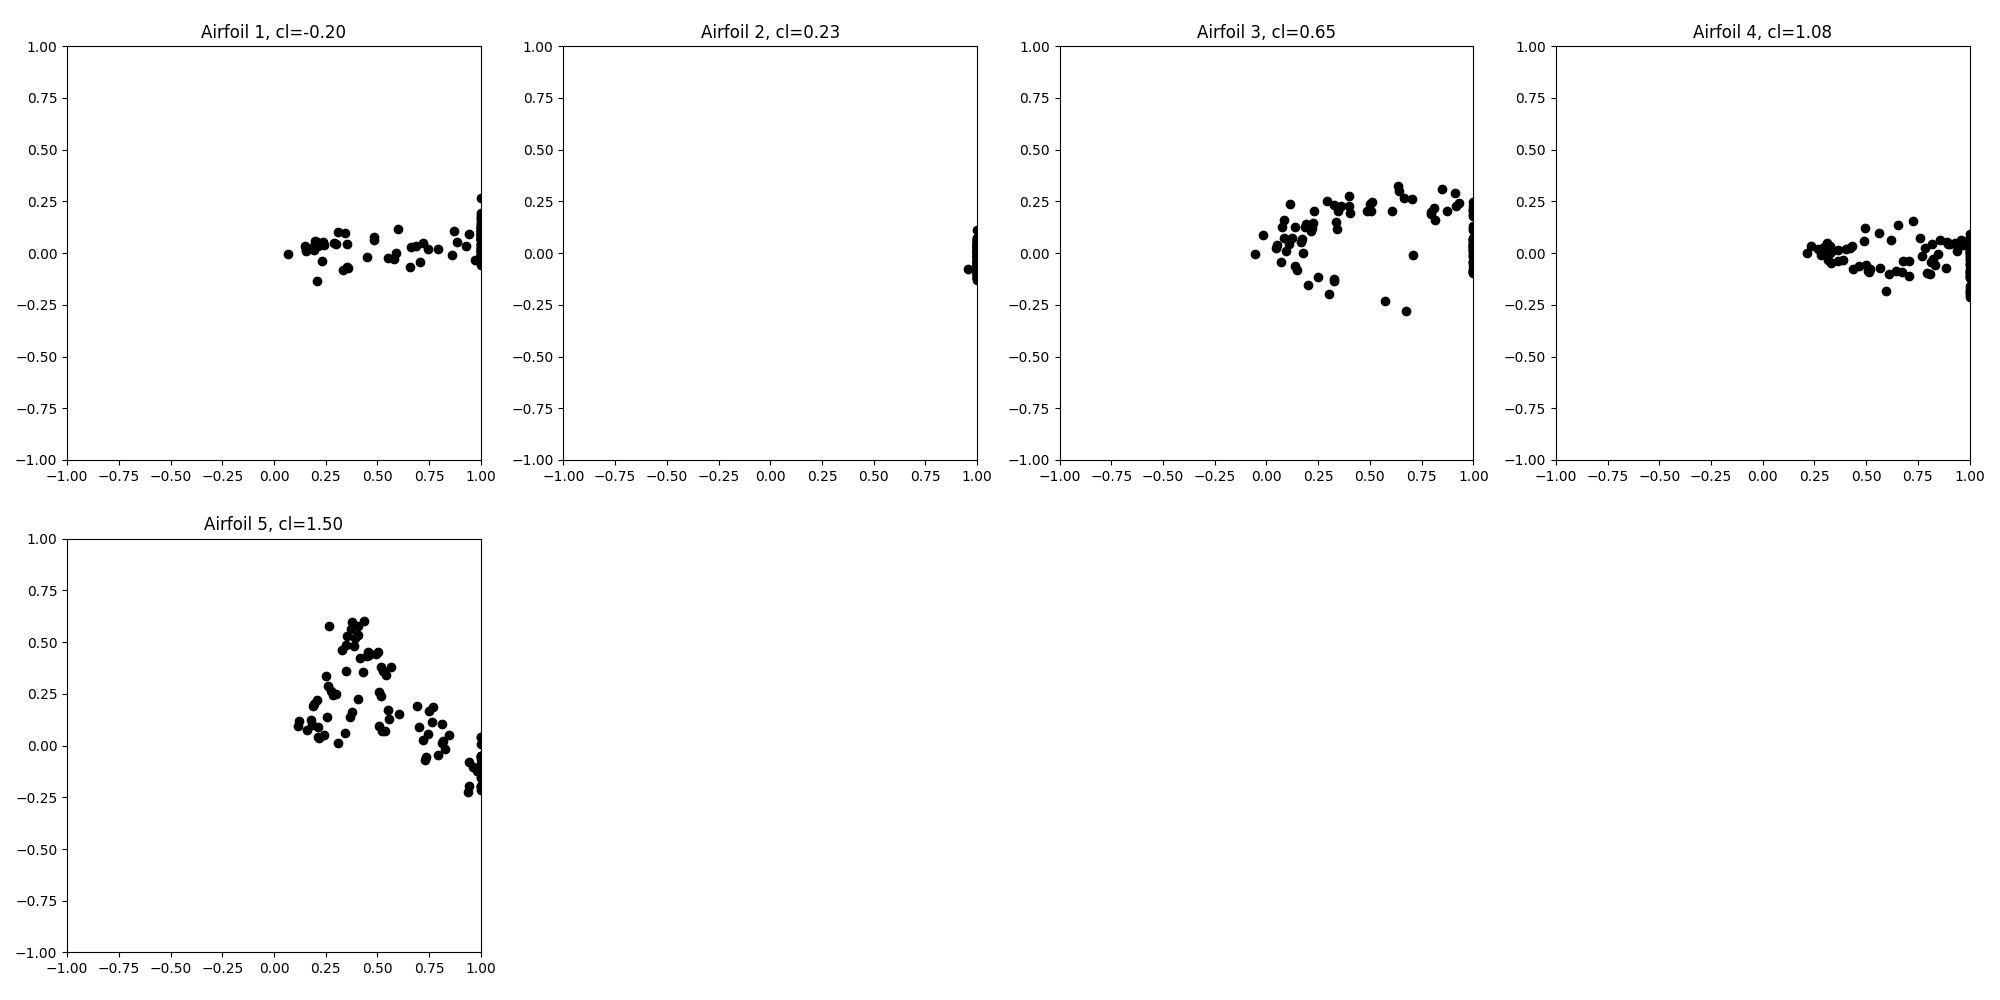 Airfoil 1, cl=-0.20
Airfoil 2, cl=0.23
Airfoil 3, cl=0.65
Airfoil 4, cl=1.08
1.00 1.00 1.00 1.00
0.75 0.75 0.75 0.75
0.50 0.50 0.50 0.50
0.25 0.25 0.25 0.25
0.00 0.00 0.00 0.00
−0.25 −0.25 −0.25 −0.25
−0.50 −0.50 −0.50 −0.50
−0.75 −0.75 −0.75 −0.75
−1.00 −1.00 −1.00 −1.00
−1.00 −0.75 −0.50 −0.25 0.00 0.25 0.50 0.75 1.00
−1.00 −0.75 −0.50 −0.25 0.00 0.25 0.50 0.75 1.00
−1.00 −0.75 −0.50 −0.25 0.00 0.25 0.50 0.75 1.00
−1.00 −0.75 −0.50 −0.25 0.00 0.25 0.50 0.75 1.00
Airfoil 5, cl=1.50
1.00
0.75
0.50
0.25
0.00
−0.25
−0.50
−0.75
−1.00
−1.00 −0.75 −0.50 −0.25 0.00 0.25 0.50 0.75 1.00